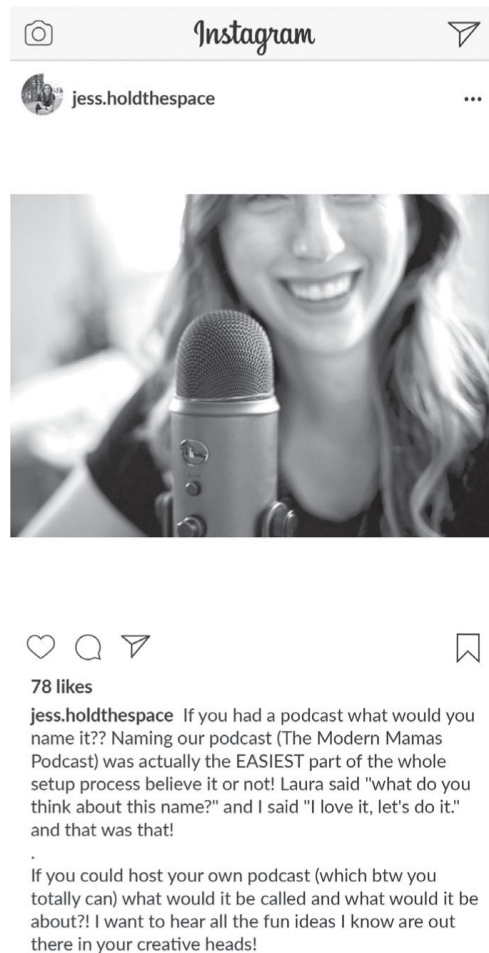 Instagram
jess.holdthespace
78 likes
jess.holdthespace If you had a podcast what would you
name it?? Naming our podcast (The Modern Mamas
Podcast) was actually the EASIEST part of the whole
setup process believe it or not! Laura said "what do you
think about this name?" and I said "I love it, let's do it."
and that was that!
.
If you could host your own podcast (which btw you
totally can) what would it be called and what would it be
about?! I want to hear all the fun ideas I know are out
there in your creative heads!